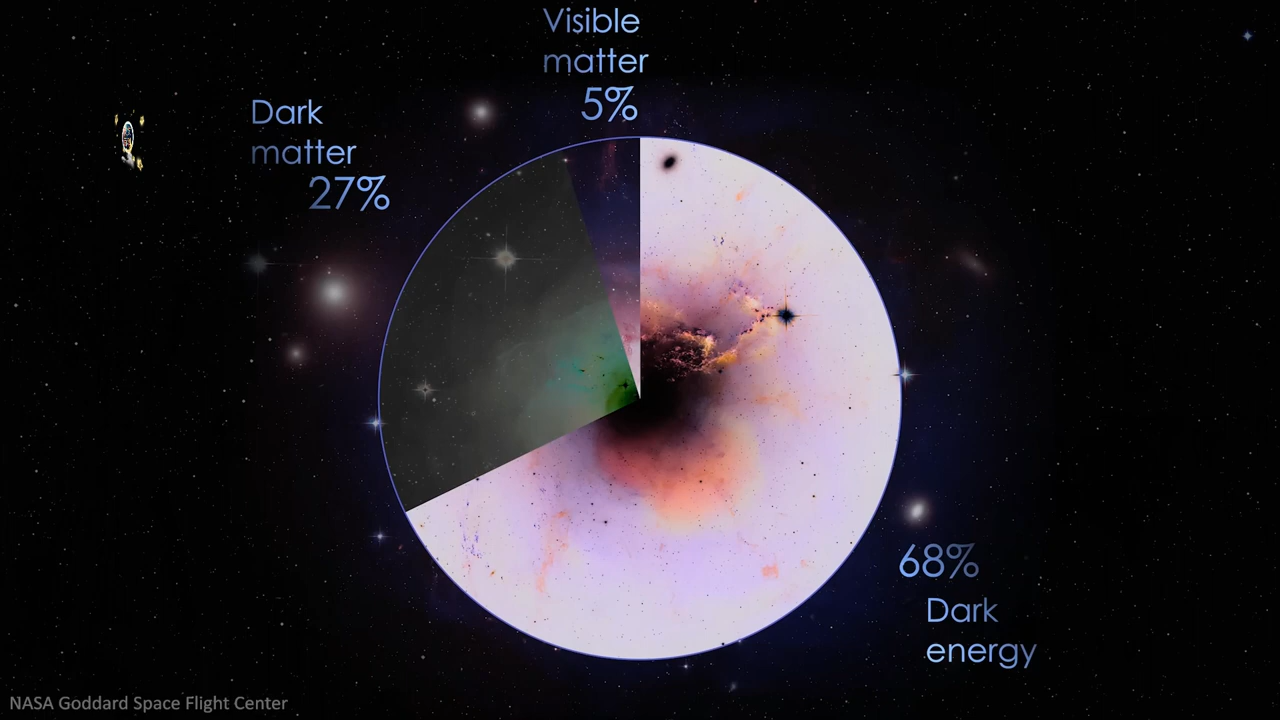 Visible
matter
5%
Dark
matter
27%
68%
Dark
energy
NASA Goddard Space Flight Center